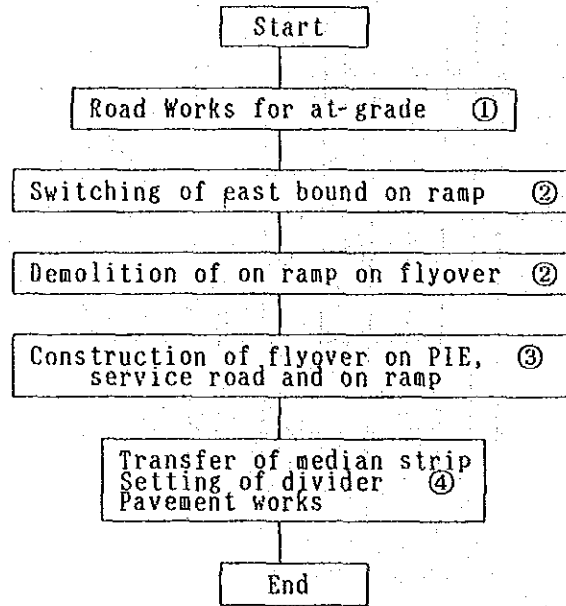 Start
Road Works for at-grade ①
Switching of east bound on ramp ②
Demolition of on ramp on flyover ②
Construction of flyover on PIE, ③
service road and on ramp
Transfer of median strip
Setting of divider ④
Pavement works
End